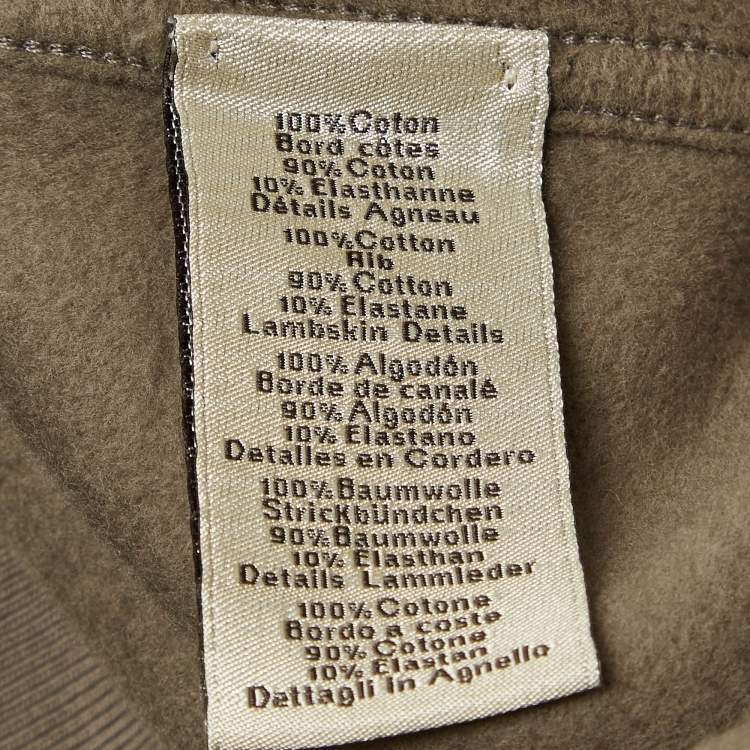 100% Coton
Bord côtes
90% Coton
10% Elasthanne
Détails Agneau
100% Cotton
Rib
90% Cotton
10% Elastane
Lambskin Details
100% Algodón
Borde de canalé
90% Algodón
10% Elastano
Detalles en Cordero
100% Baumwolle
Strickbündchen
90% Baumwolle
10% Elasthan
Details Lammleder
100% Cotone
Bordo a coste
90% Cotone
10% Elastan
Dettagli in Agnello